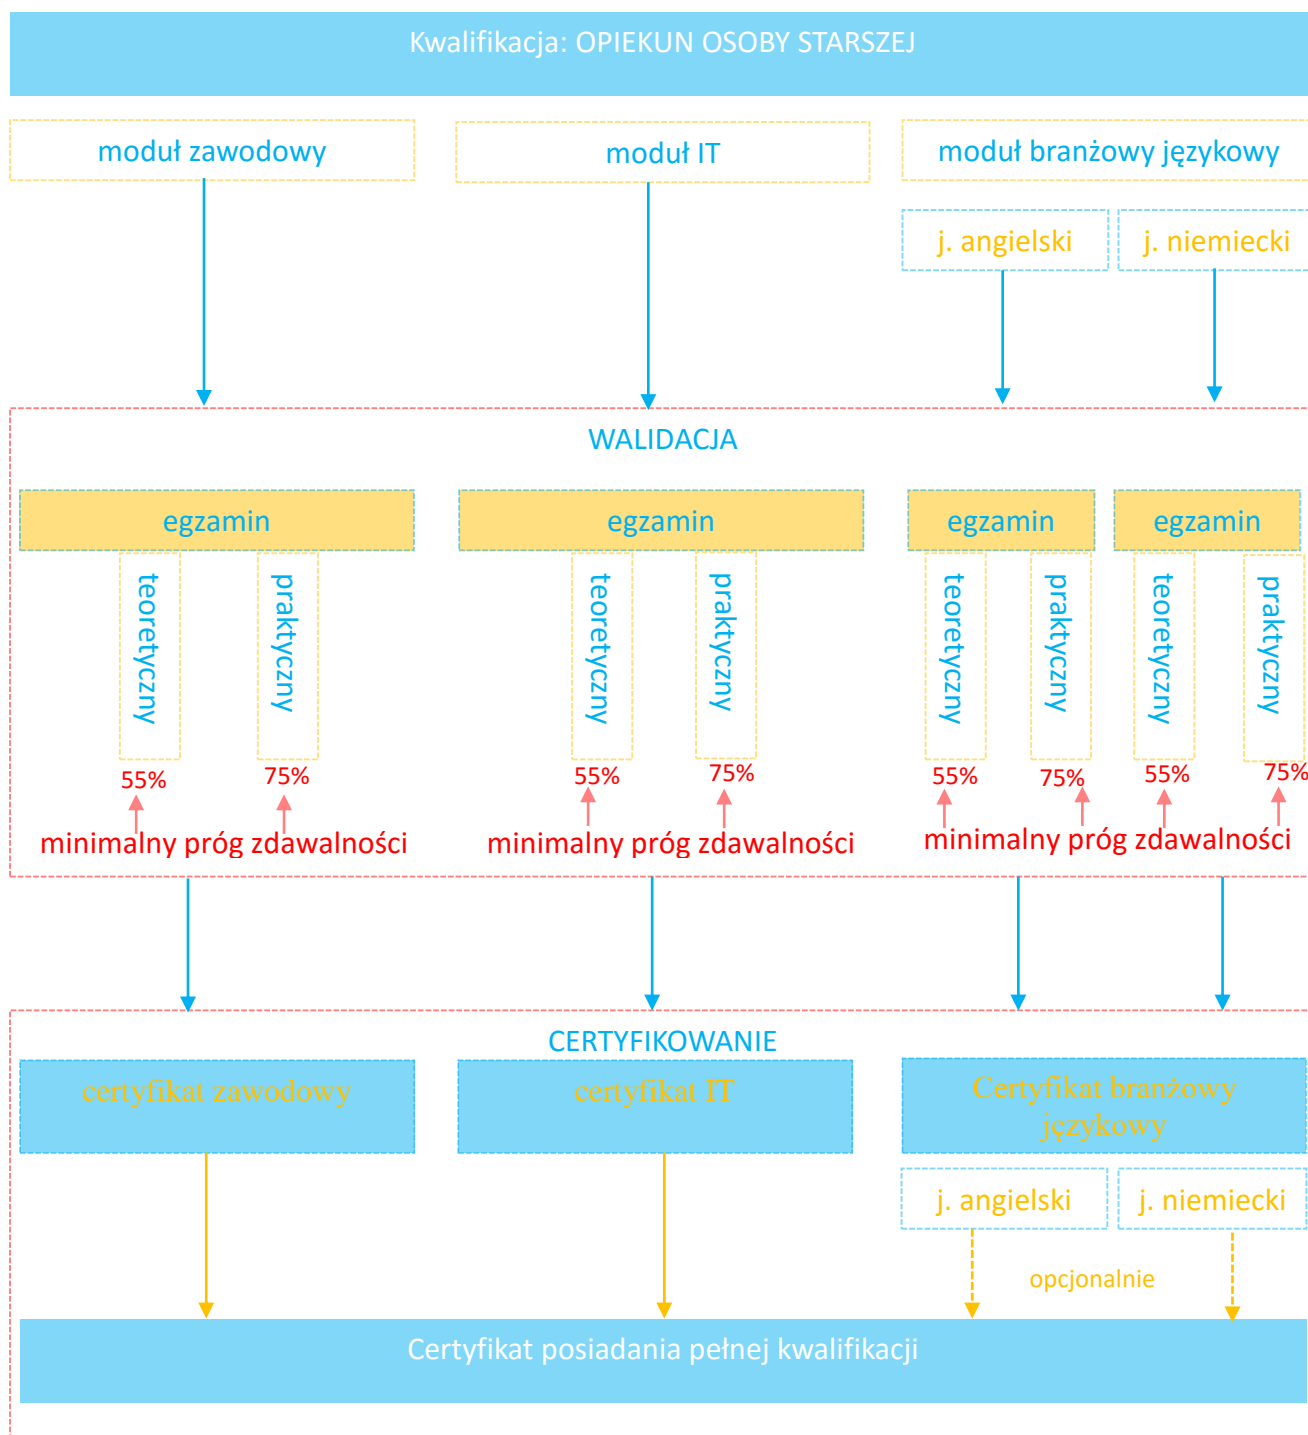 Kwalifikacja: OPIEKUN OSOBY STARSZEJ
moduł zawodowy
moduł IT
moduł branżowy językowy
j. angielski
j. niemiecki
WALIDACJA
egzamin
egzamin
egzamin
egzamin
teoretyczny
praktyczny
teoretyczny
praktyczny
teoretyczny
praktyczny
teoretyczny
praktyczny
55%
75%
55%
75%
55%
75%
55%
75%
minimalny próg zdawalności
minimalny próg zdawalności
minimalny próg zdawalności
CERTYFIKOWANIE
certyfikat zawodowy
certyfikat IT
Certyfikat branżowy
językowy
j. angielski
j. niemiecki
opcjonalnie
Certyfikat posiadania pełnej kwalifikacji